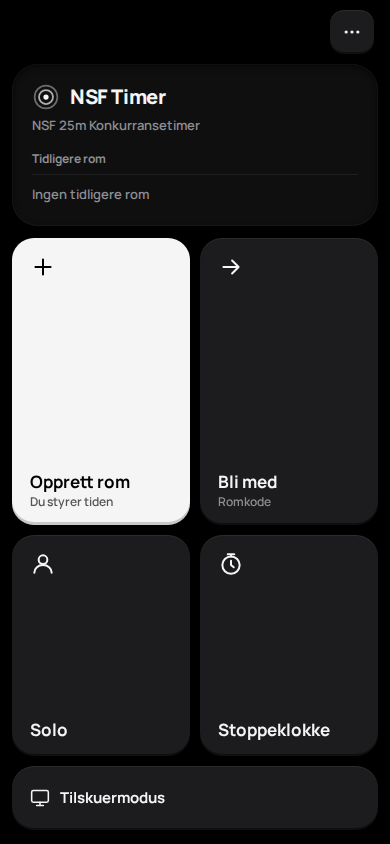 NSF Timer
NSF 25m Konkurransetimer
Tidligere rom
Ingen tidligere rom
Opprett rom
Du styrer tiden
Bli med
Romkode
Solo
Stoppeklokke
Tilskuermodus